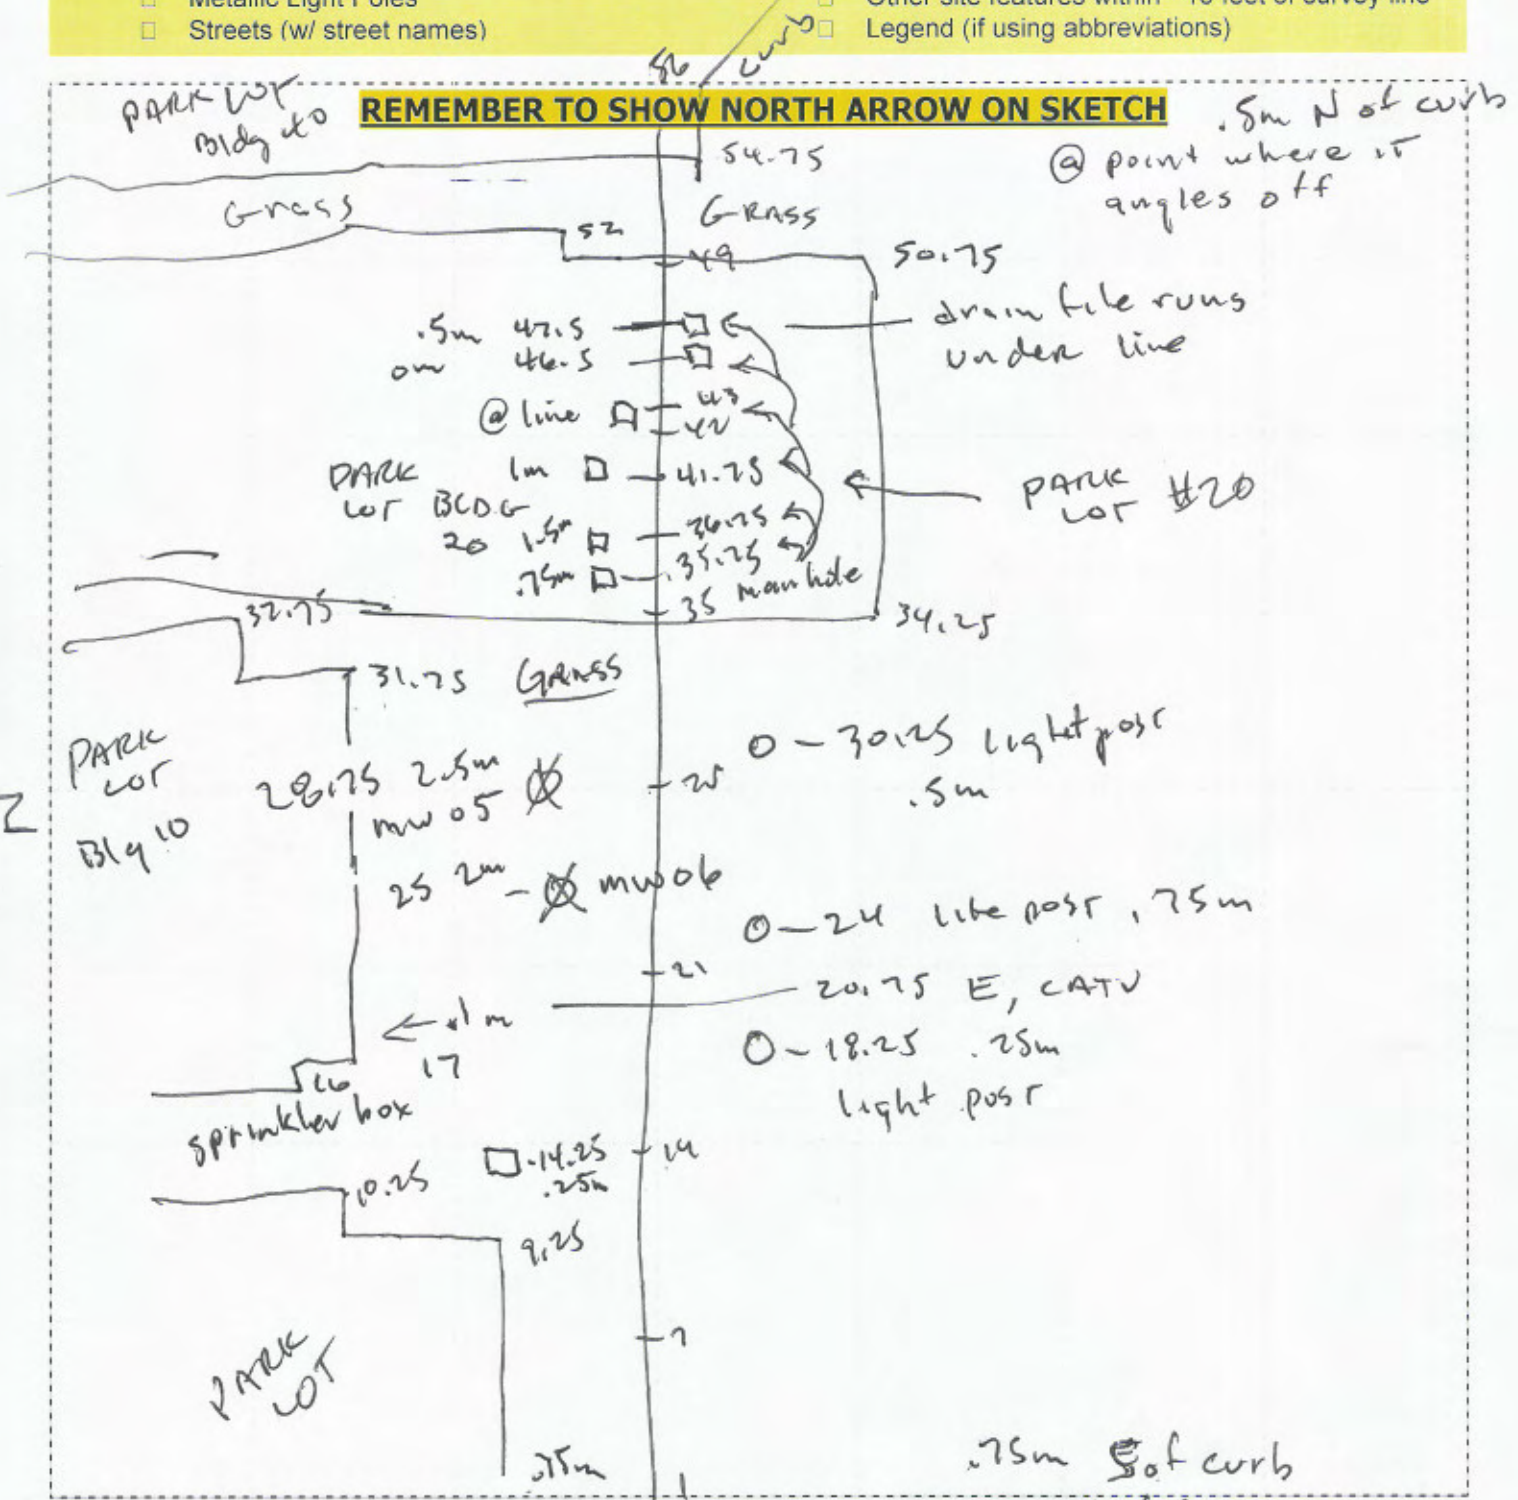 Metallic Light Poles
Streets (w/ street names)
Other site features within ~10 feet of survey line
Legend (if using abbreviations)
56
curb
REMEMBER TO SHOW NORTH ARROW ON SKETCH
PARK LOT
Bldg
.5m N of curb
@ point where it
angles off
54.75
Grass
GRASS
52
49
50.75
.5m 47.5
0m 46.5
drain tile runs
under line
@ line
43
42
PARK
LOT BLDG
20
1m
41.75
PARK
LOT #20
1.5m
36.75
.75m
35.75
35 manhole
32.75
34.25
31.75 GRASS
PARK
LOT
Blg 10
28.75 2.5m
mw 05
O - 30.25 light post
.5m
25 2m - mw06
O - 24 lite post .75m
21
20.75 E, CATV
17
O - 18.25 .25m
light post
16
sprinkler box
14.25
.25m
14
10.25
9.25
7
PARK
LOT
.75m
1
.75m of curb